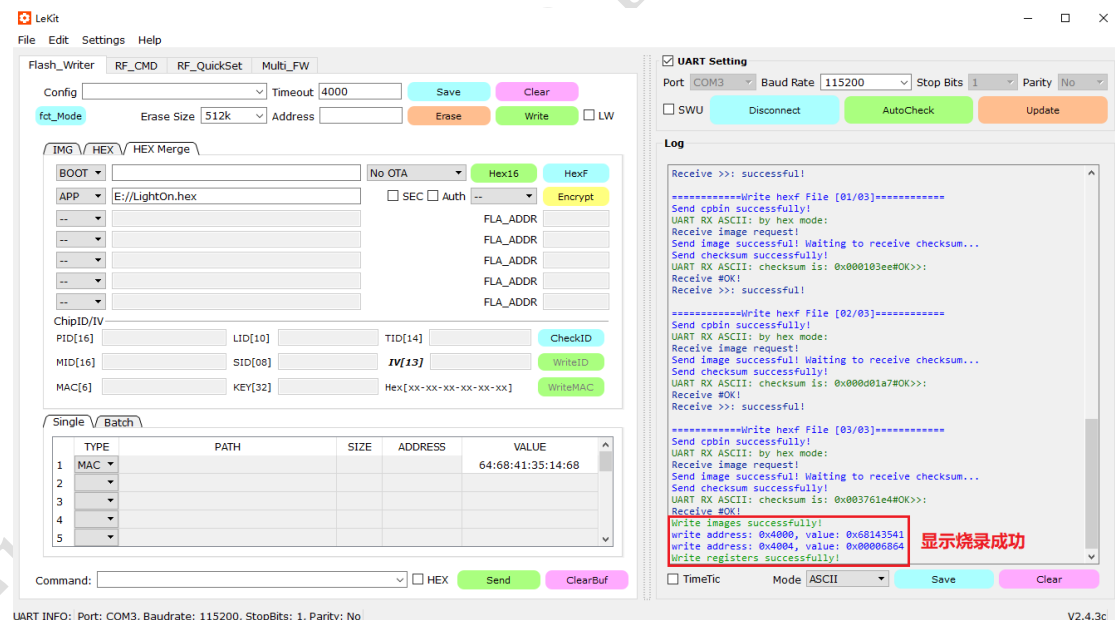 LeKit
File Edit Settings Help
Flash_Writer RF_CMD RF_QuickSet Multi_FW
Config Timeout 4000 Save Clear
fct_Mode Erase Size 512k Address Erase Write LW
IMG HEX HEX Merge
BOOT No OTA Hex16 HexF
APP E://LightOn.hex SEC Auth -- Encrypt
-- FLA_ADDR
-- FLA_ADDR
-- FLA_ADDR
-- FLA_ADDR
-- FLA_ADDR
ChipID/IV
PID[16] LID[10] TID[14] CheckID
MID[16] SID[08] IV[13] WriteID
MAC[6] KEY[32] Hex[xx-xx-xx-xx-xx-xx] WriteMAC
Single Batch
TYPE PATH SIZE ADDRESS VALUE
1 MAC 64:68:41:35:14:68
2
3
4
5
Command: HEX Send ClearBuf
UART Setting
Port COM3 Baud Rate 115200 Stop Bits 1 Parity No
SWU Disconnect AutoCheck Update
Log
Receive >>: successful!
============Write hexf File [01/03]============
Send cpbin successfully!
UART RX ASCII: by hex mode:
Receive image request!
Send image successful! Waiting to receive checksum...
Send checksum successfully!
UART RX ASCII: checksum is: 0x000103ee#OK>>:
Receive #OK!
Receive >>: successful!
============Write hexf File [02/03]============
Send cpbin successfully!
UART RX ASCII: by hex mode:
Receive image request!
Send image successful! Waiting to receive checksum...
Send checksum successfully!
UART RX ASCII: checksum is: 0x000d01a7#OK>>:
Receive #OK!
Receive >>: successful!
============Write hexf File [03/03]============
Send cpbin successfully!
UART RX ASCII: by hex mode:
Receive image request!
Send image successful! Waiting to receive checksum...
Send checksum successfully!
UART RX ASCII: checksum is: 0x003761e4#OK>>:
Receive #OK!
Write images successfully!
write address: 0x4000, value: 0x68143541
write address: 0x4004, value: 0x00006864
Write registers successfully!
显示烧录成功
TimeTic Mode ASCII Save Clear
UART INFO: Port: COM3, Baudrate: 115200, StopBits: 1, Parity: No V2.4.3c